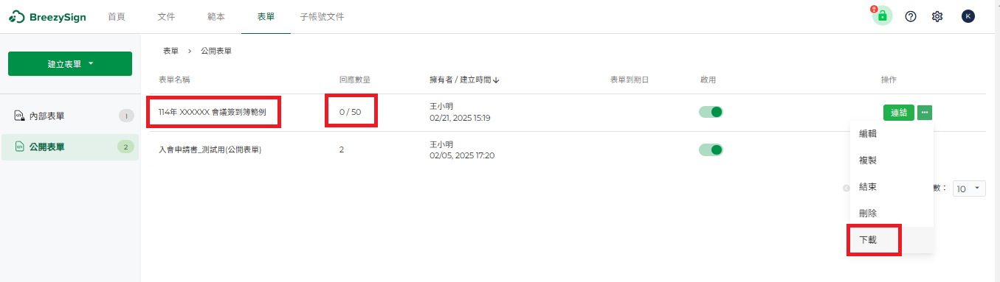 BreezySign 首頁 文件 範本 表單 子帳號文件 K
建立表單
表單 > 公開表單
表單名稱 回應數量 擁有者 / 建立時間 表單到期日 啟用 操作
內部表單 1
公開表單 2
114年 XXXXXX 會議簽到簿範例 0 / 50 王小明 連結 ...
02/21, 2025 15:19
入會申請書_測試用(公開表單) 2 王小明
02/05, 2025 17:20
編輯
複製
結束
刪除
下載
數： 10